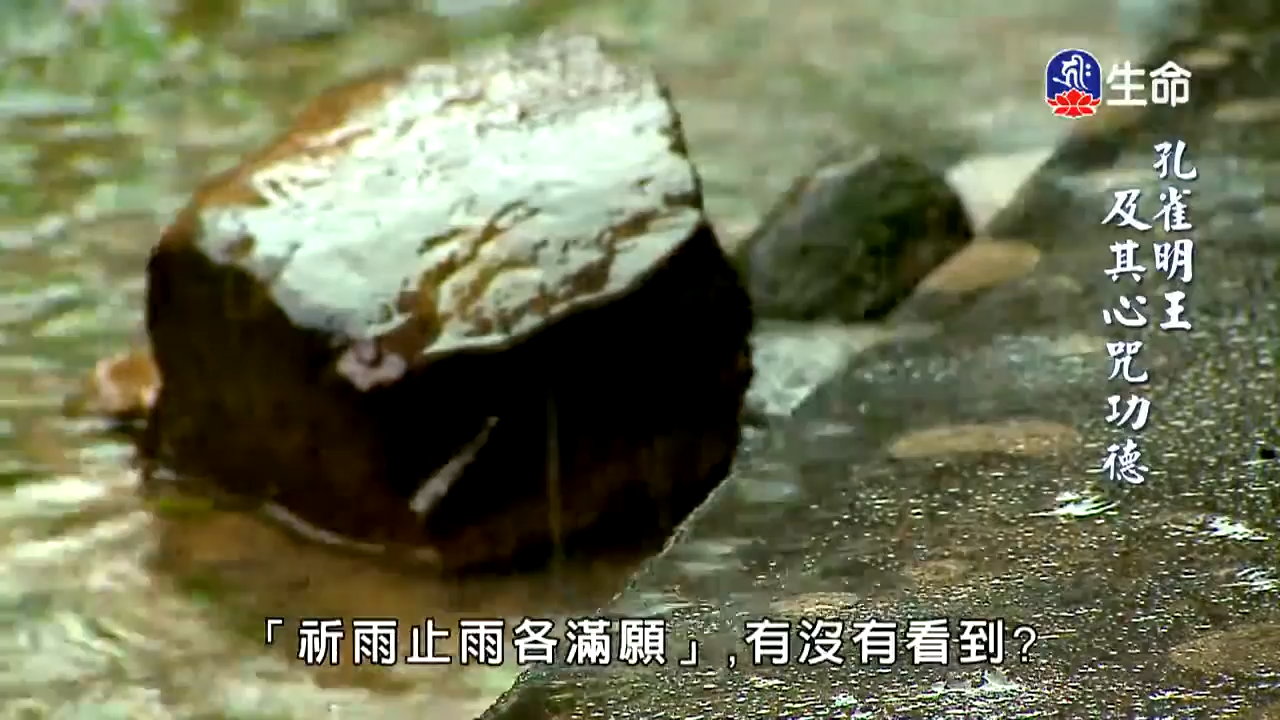 生命
孔雀明王
及其心咒功德
「祈雨止雨各滿願」,有沒有看到?